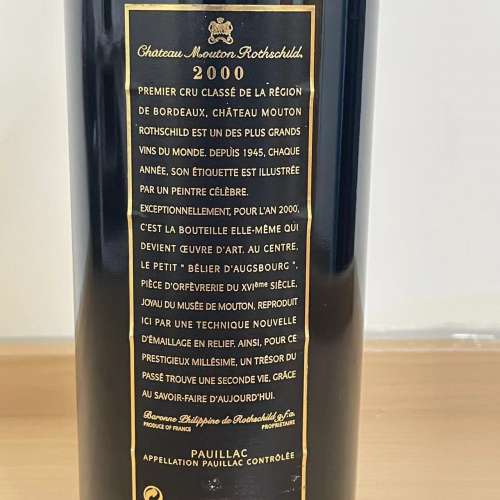 Château Mouton Rothschild,
2000
PREMIER CRU CLASSÉ DE LA RÉGION
DE BORDEAUX, CHÂTEAU MOUTON
ROTHSCHILD EST UN DES PLUS GRANDS
VINS DU MONDE. DEPUIS 1945, CHAQUE
ANNÉE, SON ÉTIQUETTE EST ILLUSTRÉE
PAR UN PEINTRE CÉLÈBRE.
EXCEPTIONNELLEMENT, POUR L'AN 2000,
C'EST LA BOUTEILLE ELLE-MÊME QUI
DEVIENT ŒUVRE D'ART. AU CENTRE,
LE PETIT " BÉLIER D'AUGSBOURG ",
PIÈCE D'ORFÈVRERIE DU XVIème SIÈCLE,
JOYAU DU MUSÉE DE MOUTON, REPRODUIT
ICI PAR UNE TECHNIQUE NOUVELLE
D'ÉMAILLAGE EN RELIEF. AINSI, POUR CE
PRESTIGIEUX MILLÉSIME, UN TRÉSOR DU
PASSÉ TROUVE UNE SECONDE VIE, GRÂCE
AU SAVOIR-FAIRE D'AUJOURD'HUI.
Baronne Philippine de Rothschild g.f.a.
PRODUCE OF FRANCE PROPRIÉTAIRE
PAUILLAC
APPELLATION PAUILLAC CONTRÔLÉE